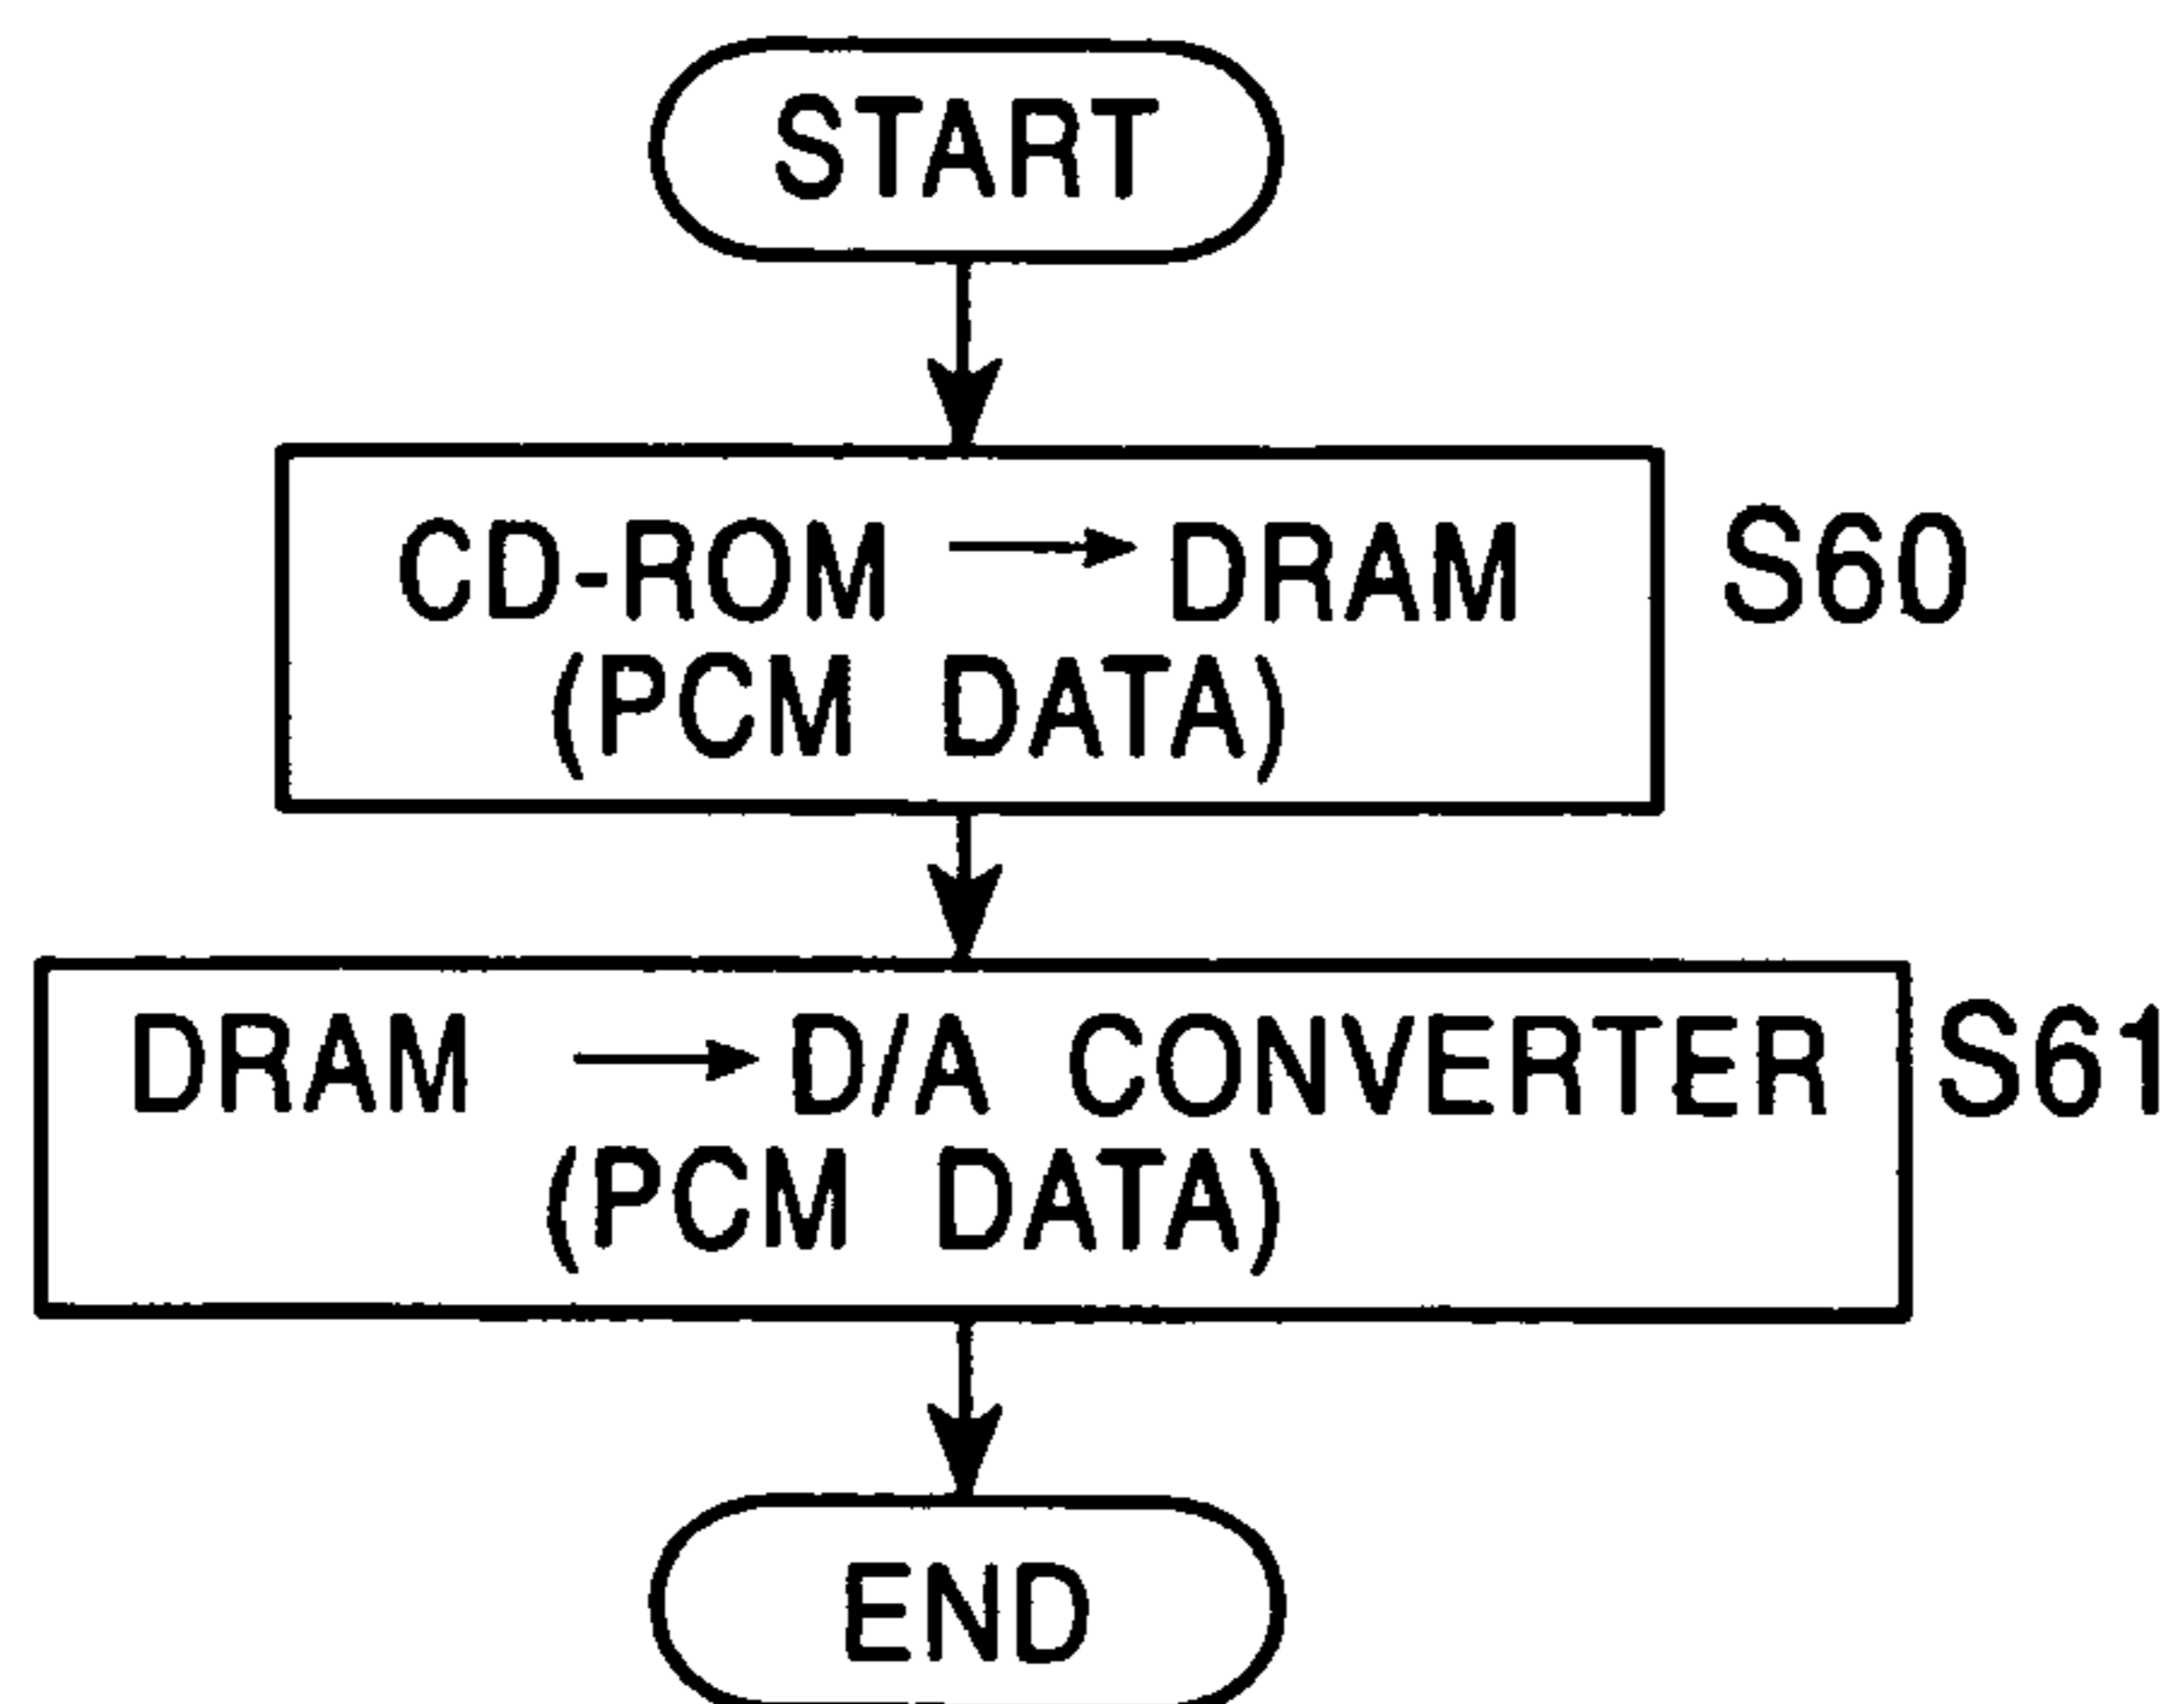 START
CD-ROM → DRAM S60
(PCM DATA)
DRAM → D/A CONVERTER S61
(PCM DATA)
END